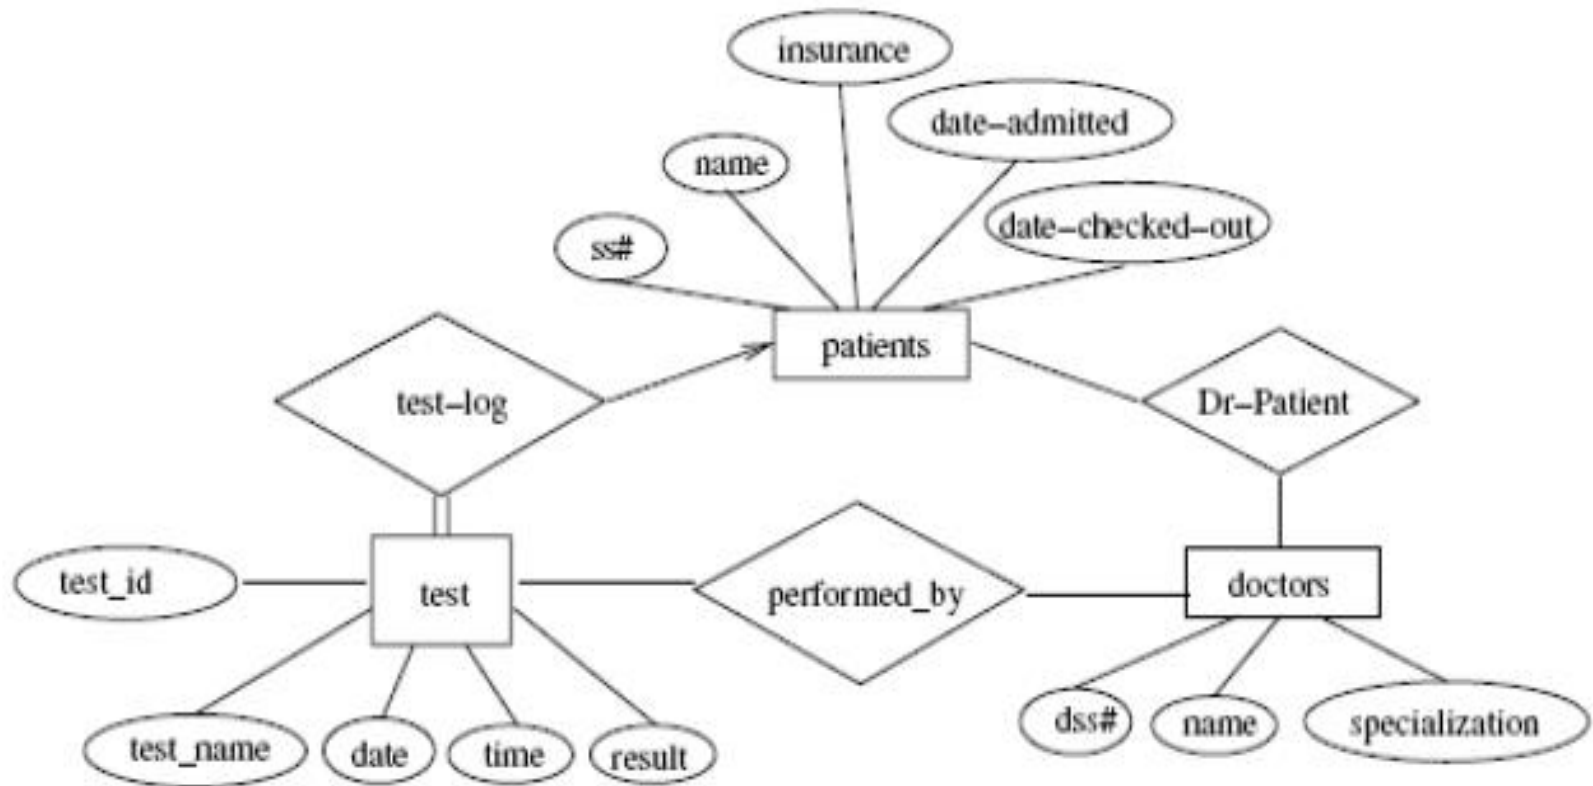 insurance
date-admitted
name
date-checked-out
ss#
patients
test-log
Dr-Patient
test_id
test
performed_by
doctors
test_name
date
time
result
dss#
name
specialization